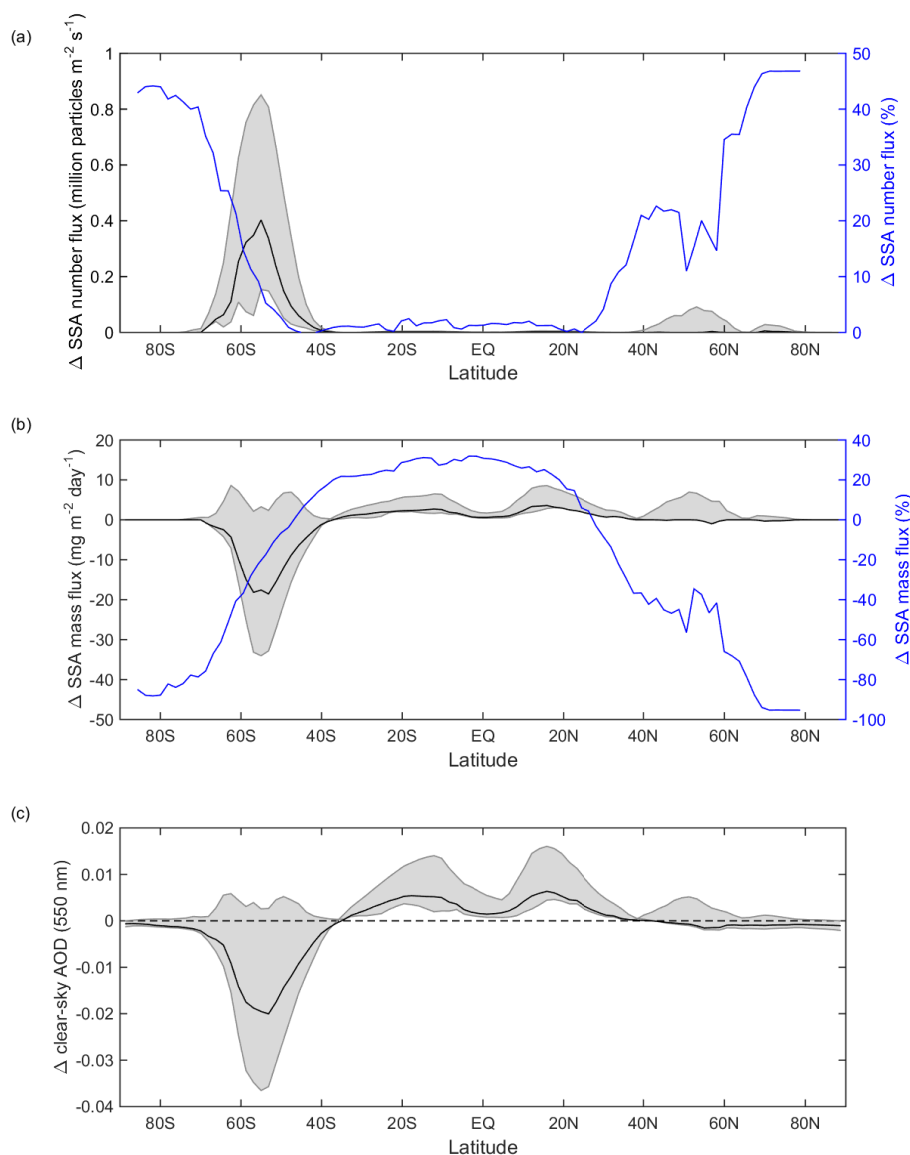 (a)
Δ SSA number flux (million particles m⁻² s⁻¹)
1
0.8
0.6
0.4
0.2
0
50
40
30
20
10
0
Δ SSA number flux (%)
80S 60S 40S 20S EQ 20N 40N 60N 80N
Latitude
(b)
Δ SSA mass flux (mg m⁻² day⁻¹)
20
10
0
-10
-20
-30
-40
-50
40
20
0
-20
-40
-60
-80
-100
Δ SSA mass flux (%)
80S 60S 40S 20S EQ 20N 40N 60N 80N
Latitude
(c)
Δ clear-sky AOD (550 nm)
0.02
0.01
0
-0.01
-0.02
-0.03
-0.04
80S 60S 40S 20S EQ 20N 40N 60N 80N
Latitude